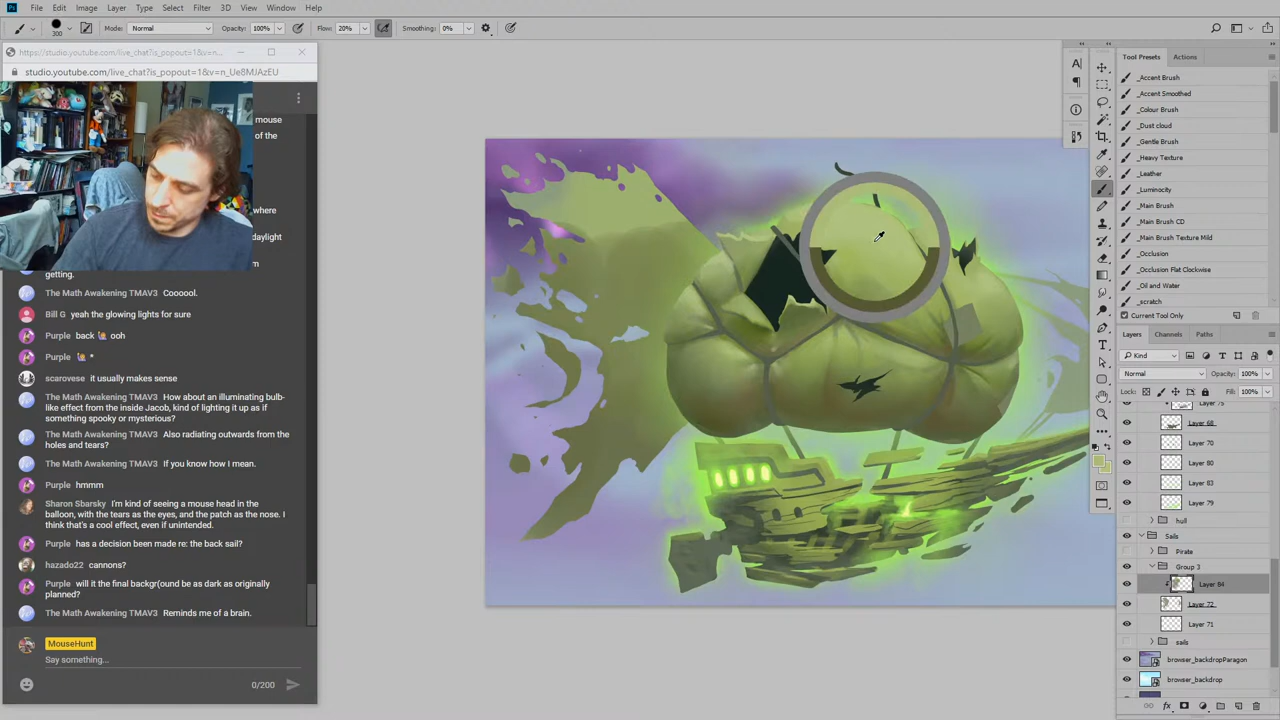 Ps File Edit Image Layer Type Select Filter 3D View Window Help
300 Mode: Normal Opacity: 100% Flow: 20% Smoothing: 0%
https://studio.youtube.com/live_chat?is_popout=1&v=n_...
studio.youtube.com/live_chat?is_popout=1&v=n_Ue8MJAzEU
mouse
of the
where
daylight
getting.
The Math Awakening TMAV3 Coooool.
Bill G yeah the glowing lights for sure
Purple back 🙋 ooh
Purple 🙋 *
scarovese it usually makes sense
The Math Awakening TMAV3 How about an illuminating bulb-
like effect from the inside Jacob, kind of lighting it up as if
something spooky or mysterious?
The Math Awakening TMAV3 Also radiating outwards from the
holes and tears?
The Math Awakening TMAV3 If you know how I mean.
Purple hmmm
Sharon Sbarsky I'm kind of seeing a mouse head in the
balloon, with the tears as the eyes, and the patch as the nose. I
think that's a cool effect, even if unintended.
Purple has a decision been made re: the back sail?
hazado22 cannons?
Purple will it the final backgr(ound be as dark as originally
planned?
The Math Awakening TMAV3 Reminds me of a brain.
MouseHunt
Say something...
0/200
Tool Presets Actions
_Accent Brush
_Accent Smoothed
_Colour Brush
_Dust cloud
_Gentle Brush
_Heavy Texture
_Leather
_Luminocity
_Main Brush
_Main Brush CD
_Main Brush Texture Mild
_Occlusion
_Occlusion Flat Clockwise
_Oil and Water
_scratch
Current Tool Only
Layers Channels Paths
Kind
Normal Opacity: 100%
Lock: Fill: 100%
Layer 75
Layer 68
Layer 70
Layer 80
Layer 83
Layer 79
hull
Sails
Pirate
Group 3
Layer 84
Layer 72
Layer 71
sails
browser_backdropParagon
browser_backdrop